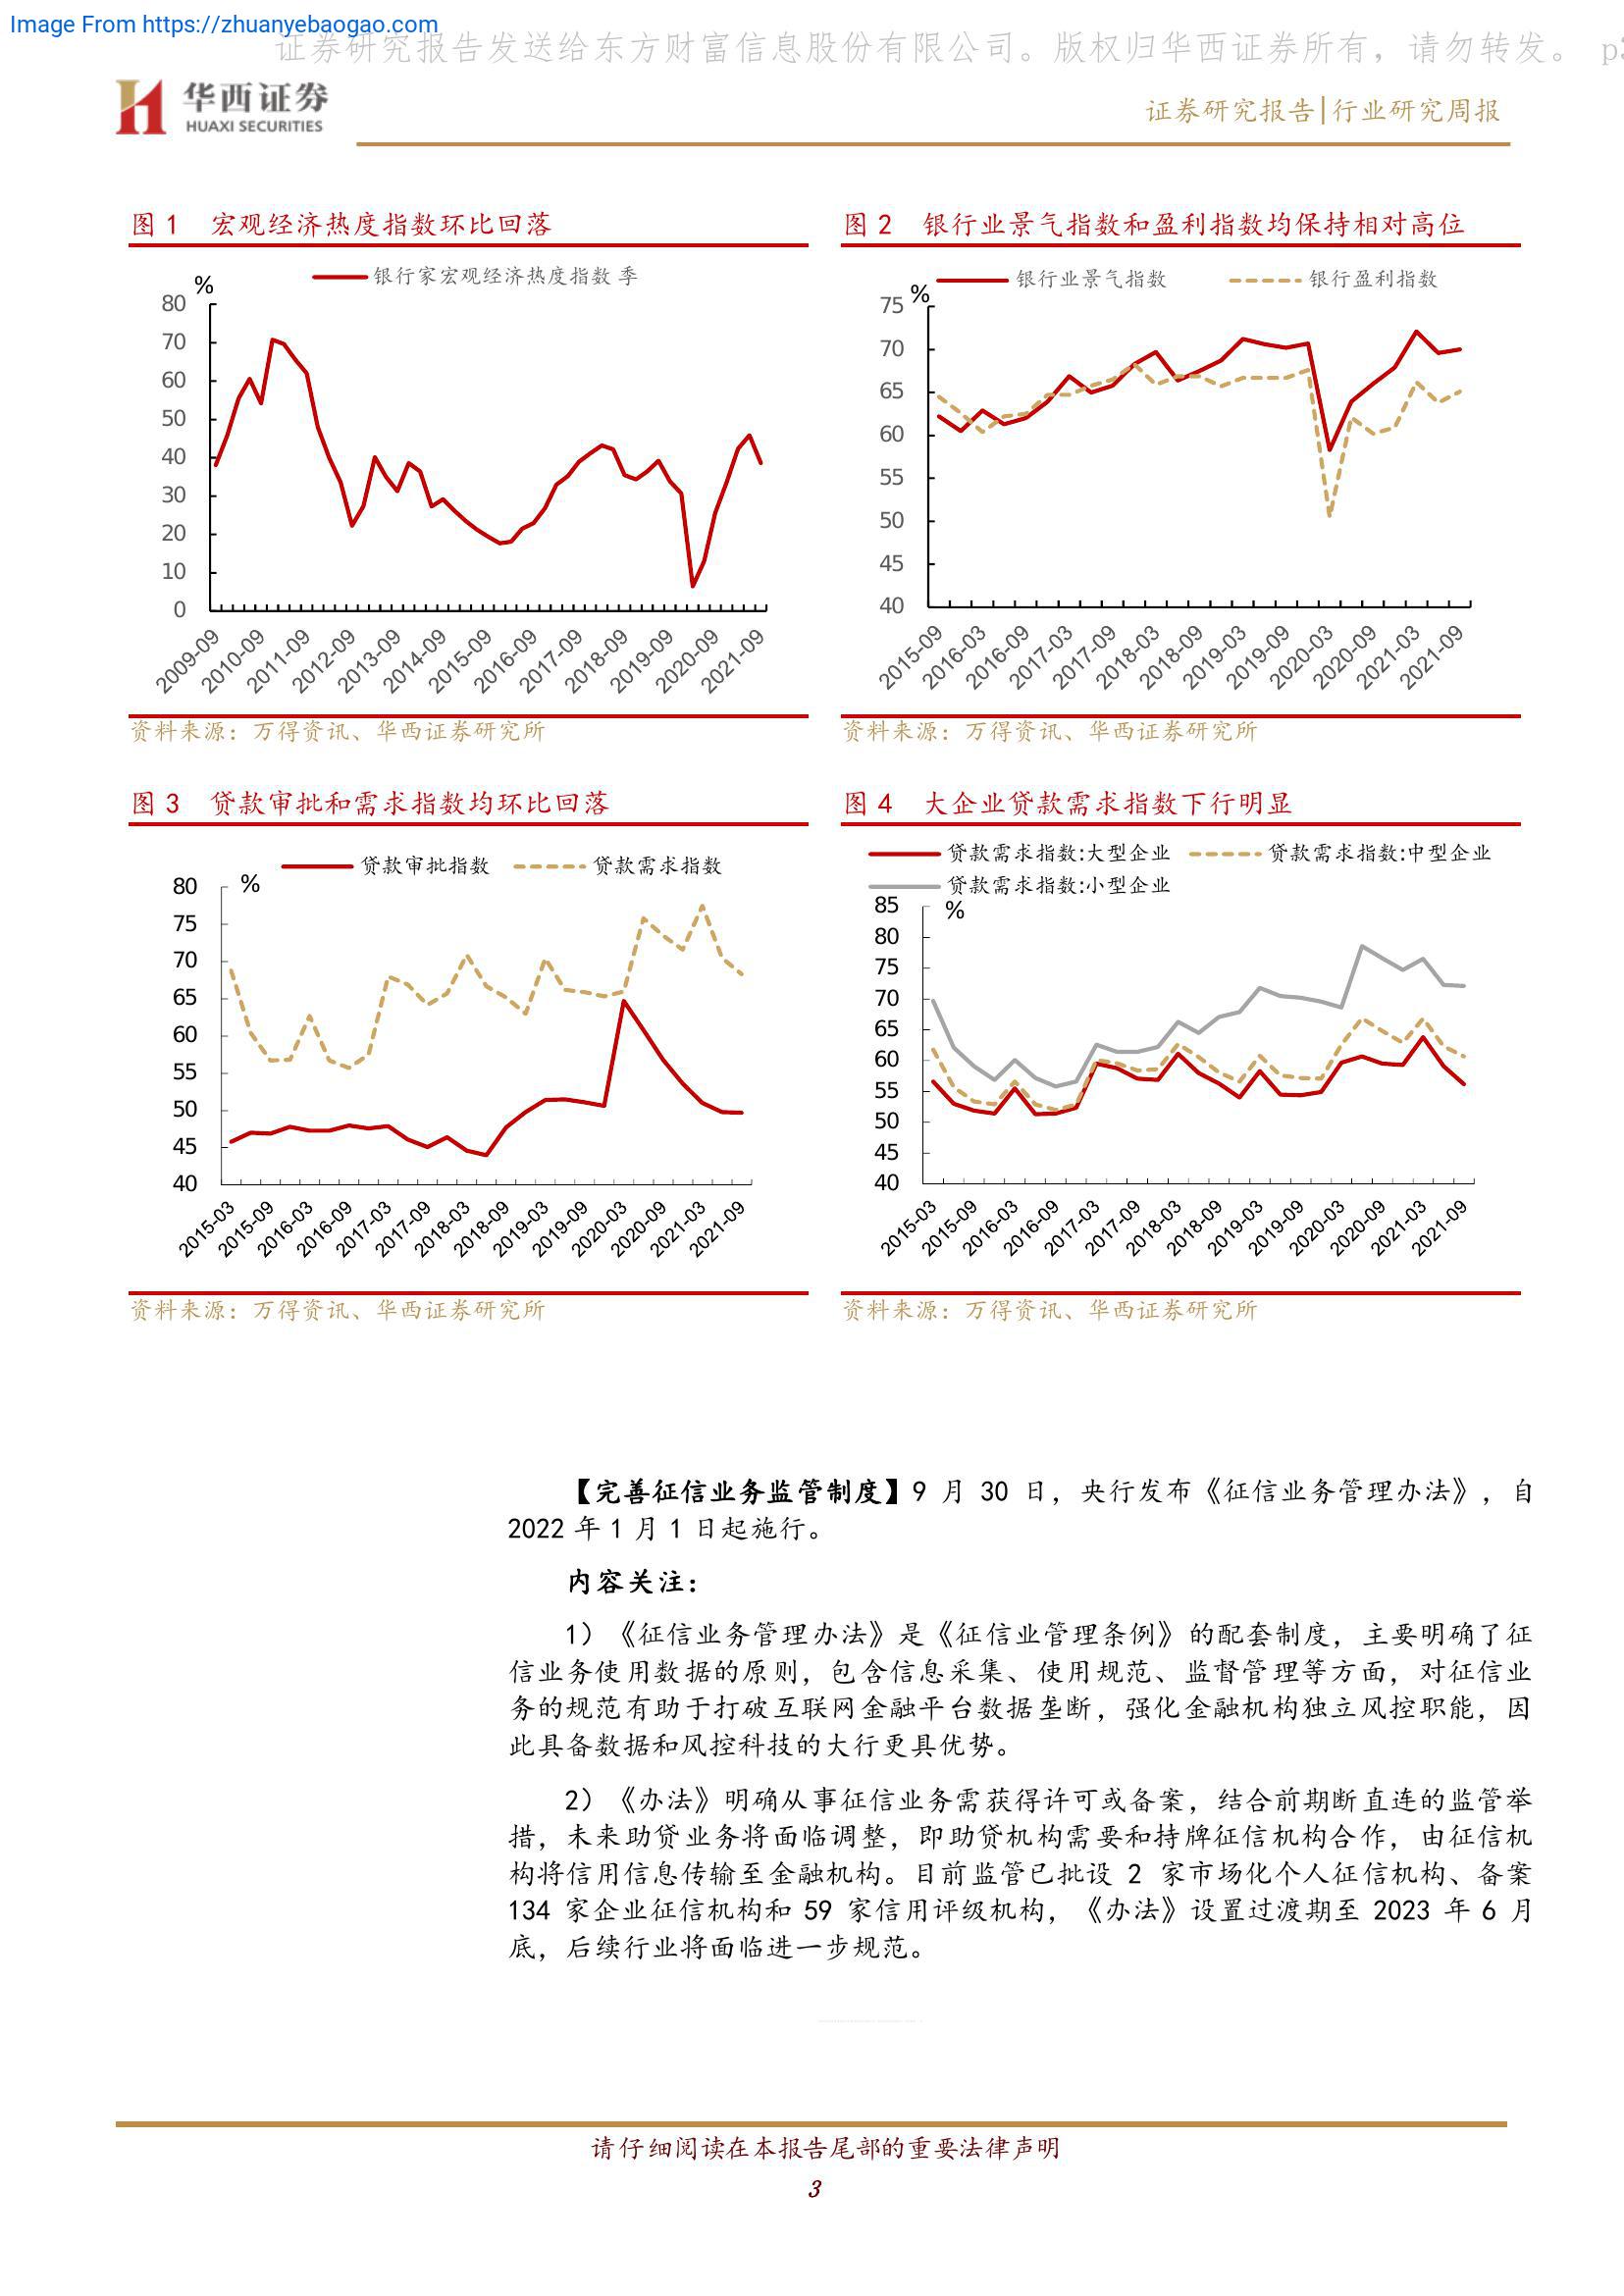 Image From https://zhuanyebaogao.com
证券研究报告发送给东方财富信息股份有限公司。版权归华西证券所有，请勿转发。 p3
华西证券
HUAXI SECURITIES
证券研究报告|行业研究周报
图 1 宏观经济热度指数环比回落
%
银行家宏观经济热度指数 季
80
70
60
50
40
30
20
10
0
2009-09 2010-09 2011-09 2012-09 2013-09 2014-09 2015-09 2016-09 2017-09 2018-09 2019-09 2020-09 2021-09
资料来源：万得资讯、华西证券研究所
图 2 银行业景气指数和盈利指数均保持相对高位
%
银行业景气指数 银行盈利指数
75
70
65
60
55
50
45
40
2015-09 2016-03 2016-09 2017-03 2017-09 2018-03 2018-09 2019-03 2019-09 2020-03 2020-09 2021-03 2021-09
资料来源：万得资讯、华西证券研究所
图 3 贷款审批和需求指数均环比回落
贷款审批指数 贷款需求指数
%
80
75
70
65
60
55
50
45
40
2015-03 2015-09 2016-03 2016-09 2017-03 2017-09 2018-03 2018-09 2019-03 2019-09 2020-03 2020-09 2021-03 2021-09
资料来源：万得资讯、华西证券研究所
图 4 大企业贷款需求指数下行明显
贷款需求指数:大型企业 贷款需求指数:中型企业
贷款需求指数:小型企业
%
85
80
75
70
65
60
55
50
45
40
2015-03 2015-09 2016-03 2016-09 2017-03 2017-09 2018-03 2018-09 2019-03 2019-09 2020-03 2020-09 2021-03 2021-09
资料来源：万得资讯、华西证券研究所
【完善征信业务监管制度】9 月 30 日，央行发布《征信业务管理办法》，自
2022 年 1 月 1 日起施行。
内容关注：
1）《征信业务管理办法》是《征信业管理条例》的配套制度，主要明确了征
信业务使用数据的原则，包含信息采集、使用规范、监督管理等方面，对征信业
务的规范有助于打破互联网金融平台数据垄断，强化金融机构独立风控职能，因
此具备数据和风控科技的大行更具优势。
2）《办法》明确从事征信业务需获得许可或备案，结合前期断直连的监管举
措，未来助贷业务将面临调整，即助贷机构需要和持牌征信机构合作，由征信机
构将信用信息传输至金融机构。目前监管已批设 2 家市场化个人征信机构、备案
134 家企业征信机构和 59 家信用评级机构，《办法》设置过渡期至 2023 年 6 月
底，后续行业将面临进一步规范。
请仔细阅读在本报告尾部的重要法律声明
3